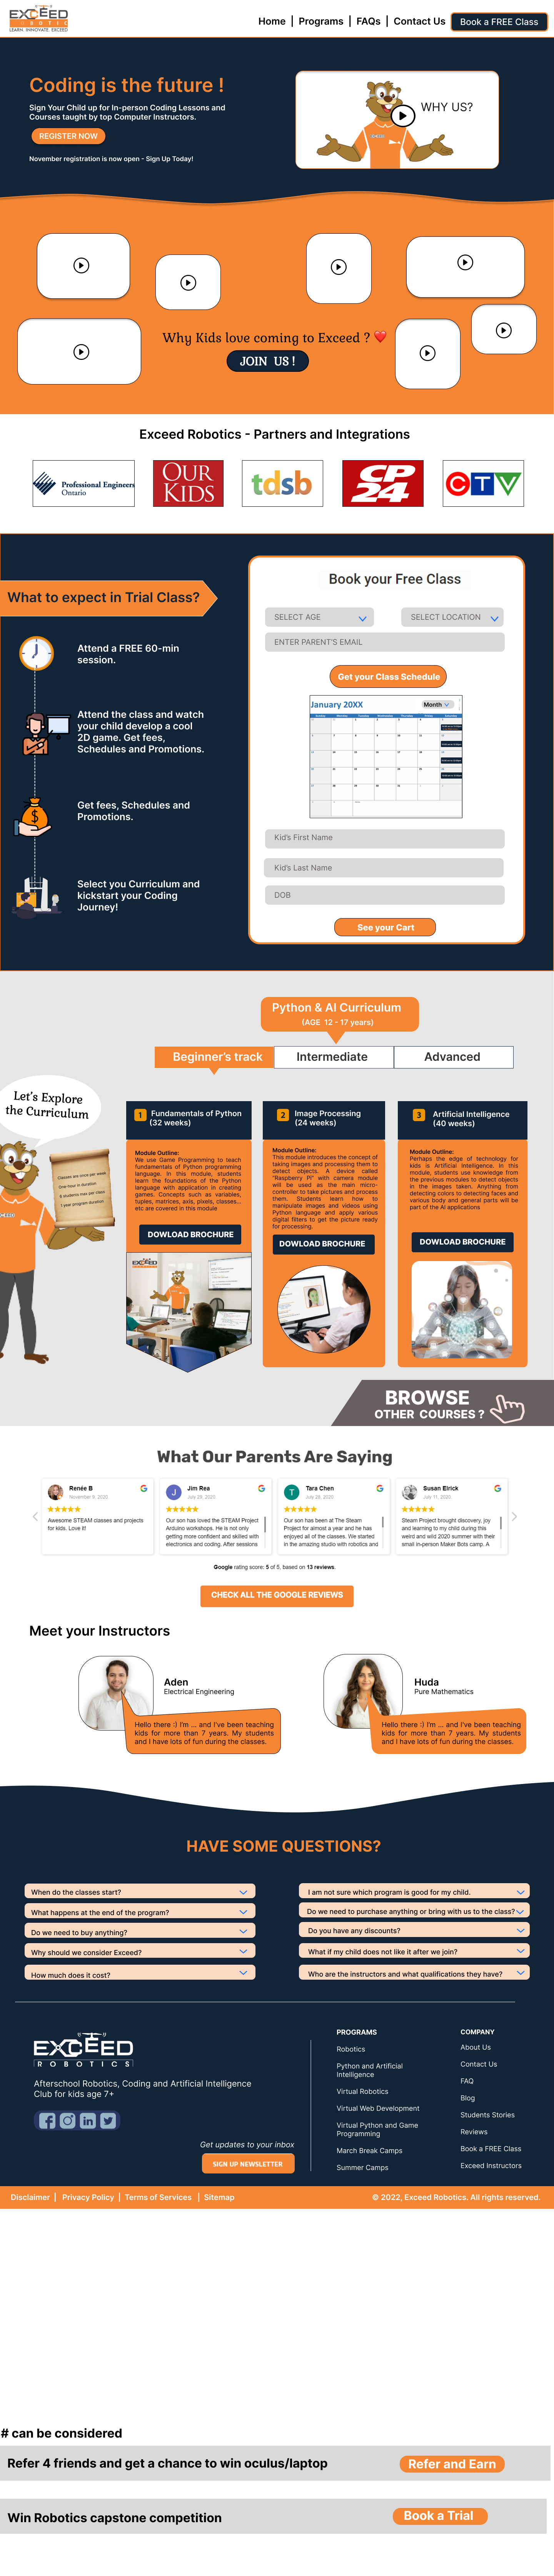 EXCEED
ROBOTIC
LEARN. INNOVATE. EXCEED
Home | Programs | FAQs | Contact Us
Book a FREE Class
Coding is the future !
Sign Your Child up for In-person Coding Lessons and
Courses taught by top Computer Instructors.
REGISTER NOW
November registration is now open - Sign Up Today!
WHY US?
Why Kids love coming to Exceed ? ❤️
JOIN US !
Exceed Robotics - Partners and Integrations
Professional Engineers
Ontario
OUR
KIDS
tdsb
CP
24
CTV
What to expect in Trial Class?
Attend a FREE 60-min
session.
Attend the class and watch
your child develop a cool
2D game. Get fees,
Schedules and Promotions.
Get fees, Schedules and
Promotions.
Select you Curriculum and
kickstart your Coding
Journey!
Book your Free Class
SELECT AGE
SELECT LOCATION
ENTER PARENT'S EMAIL
Get your Class Schedule
January 20XX
Month
Kid's First Name
Kid's Last Name
DOB
See your Cart
Python & AI Curriculum
(AGE 12 - 17 years)
Beginner's track
Intermediate
Advanced
Let's Explore
the Curriculum
Classes are once per week
One hour in duration
6 students max per class
1 year program duration
1 Fundamentals of Python
(32 weeks)
Module Outline:
We use Game Programming to teach
fundamentals of Python programming
language. In this module, students
learn the foundations of the Python
language with application in creating
games. Concepts such as variables,
tuples, matrices, axis, pixels, classes...
etc are covered in this module
DOWLOAD BROCHURE
EXCEED
2 Image Processing
(24 weeks)
Module Outline:
This module introduces the concept of
taking images and processing them to
detect objects. A device called
"Raspberry Pi" with camera module
will be used as the main micro-
controller to take pictures and process
them. Students learn how to
manipulate images and videos using
Python language and apply various
digital filters to get the picture ready
for processing.
DOWLOAD BROCHURE
3 Artificial Intelligence
(40 weeks)
Module Outline:
Perhaps the edge of technology for
kids is Artificial Intelligence. In this
module, students use knowledge from
the previous modules to detect objects
in the images taken. Anything from
detecting colors to detecting faces and
various body and general parts will be
part of the AI applications
DOWLOAD BROCHURE
BROWSE
OTHER COURSES ?
What Our Parents Are Saying
Renée B
November 8, 2020
Awesome STEAM classes and projects
for kids. Love it!
J
Jim Rea
July 29, 2020
Our son has loved the STEAM Project
Arduino workshops. He is not only
getting more confident and skilled with
electronics and coding. After sessions
T
Tara Chen
July 28, 2020
Our son has been at The Steam
Project for almost a year and he has
enjoyed all of the classes. We started
in the amazing studio with robotics and
Susan Elrick
July 11, 2020
Steam Project brought discovery, joy
and learning to my child during this
weird and wild 2020 summer with their
small in-person Maker Bots camp. A
Google rating score: 5 of 5, based on 13 reviews.
CHECK ALL THE GOOGLE REVIEWS
Meet your Instructors
Aden
Electrical Engineering
Hello there :) I'm ... and I've been teaching
kids for more than 7 years. My students
and I have lots of fun during the classes.
Huda
Pure Mathematics
Hello there :) I'm ... and I've been teaching
kids for more than 7 years. My students
and I have lots of fun during the classes.
HAVE SOME QUESTIONS?
When do the classes start?
What happens at the end of the program?
Do we need to buy anything?
Why should we consider Exceed?
How much does it cost?
I am not sure which program is good for my child.
Do we need to purchase anything or bring with us to the class?
Do you have any discounts?
What if my child does not like it after we join?
Who are the instructors and what qualifications they have?
EXCEED
ROBOTICS
Afterschool Robotics, Coding and Artificial Intelligence
Club for kids age 7+
Get updates to your inbox
SIGN UP NEWSLETTER
PROGRAMS
Robotics
Python and Artificial
Intelligence
Virtual Robotics
Virtual Web Development
Virtual Python and Game
Programming
March Break Camps
Summer Camps
COMPANY
About Us
Contact Us
FAQ
Blog
Students Stories
Reviews
Book a FREE Class
Exceed Instructors
Disclaimer | Privacy Policy | Terms of Services | Sitemap
© 2022, Exceed Robotics. All rights reserved.
# can be considered
Refer 4 friends and get a chance to win oculus/laptop
Refer and Earn
Win Robotics capstone competition
Book a Trial